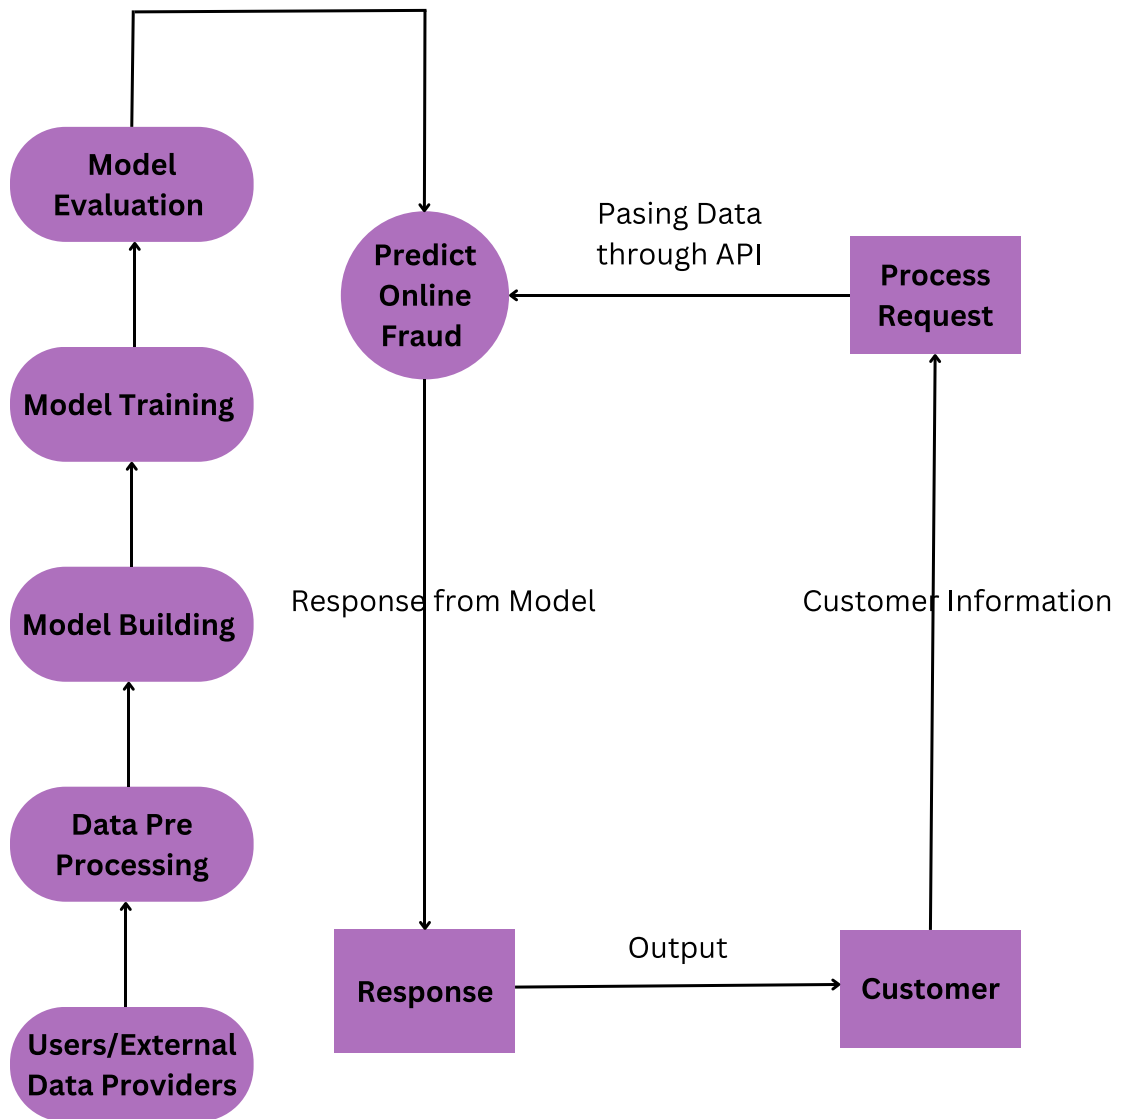 Model
Evaluation
Predict
Online
Fraud
Pasing Data
through API
Process
Request
Model Training
Response from Model
Customer Information
Model Building
Data Pre
Processing
Response
Output
Customer
Users/External
Data Providers